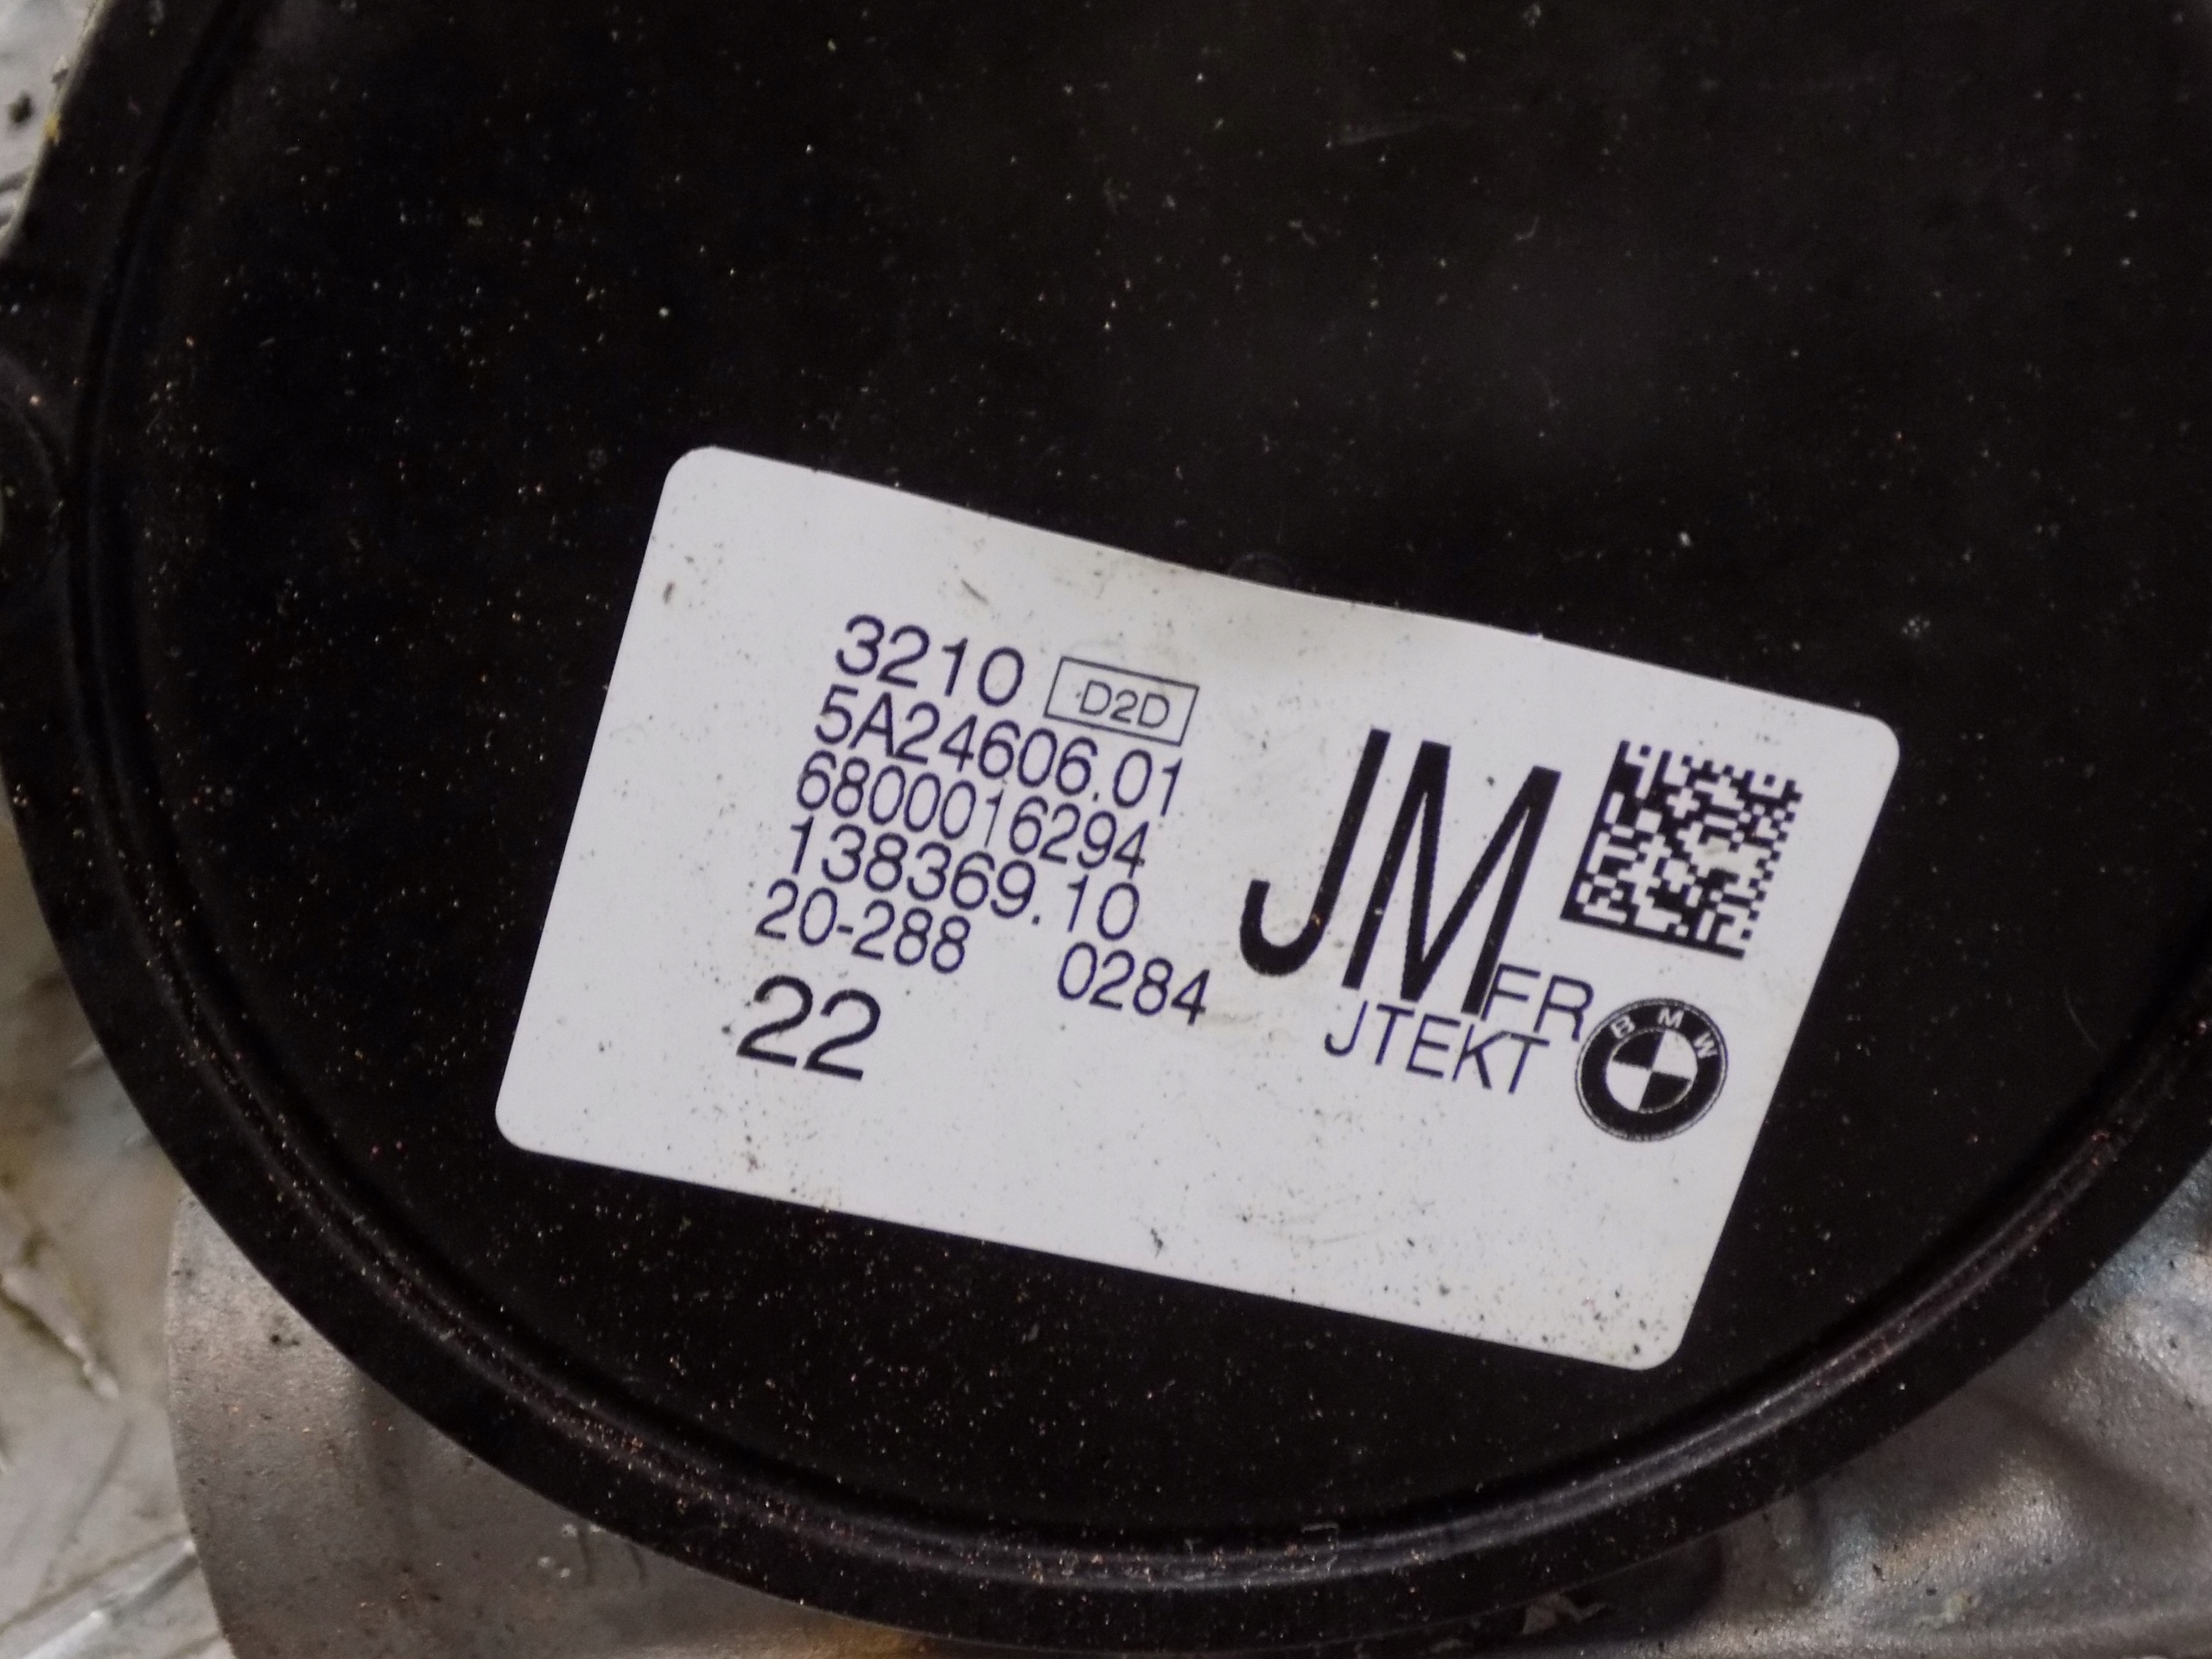 3210 D2D
5A24606.01
6800016294
138369.10
20-288 0284
22
JM
FR
JTEKT
BMW